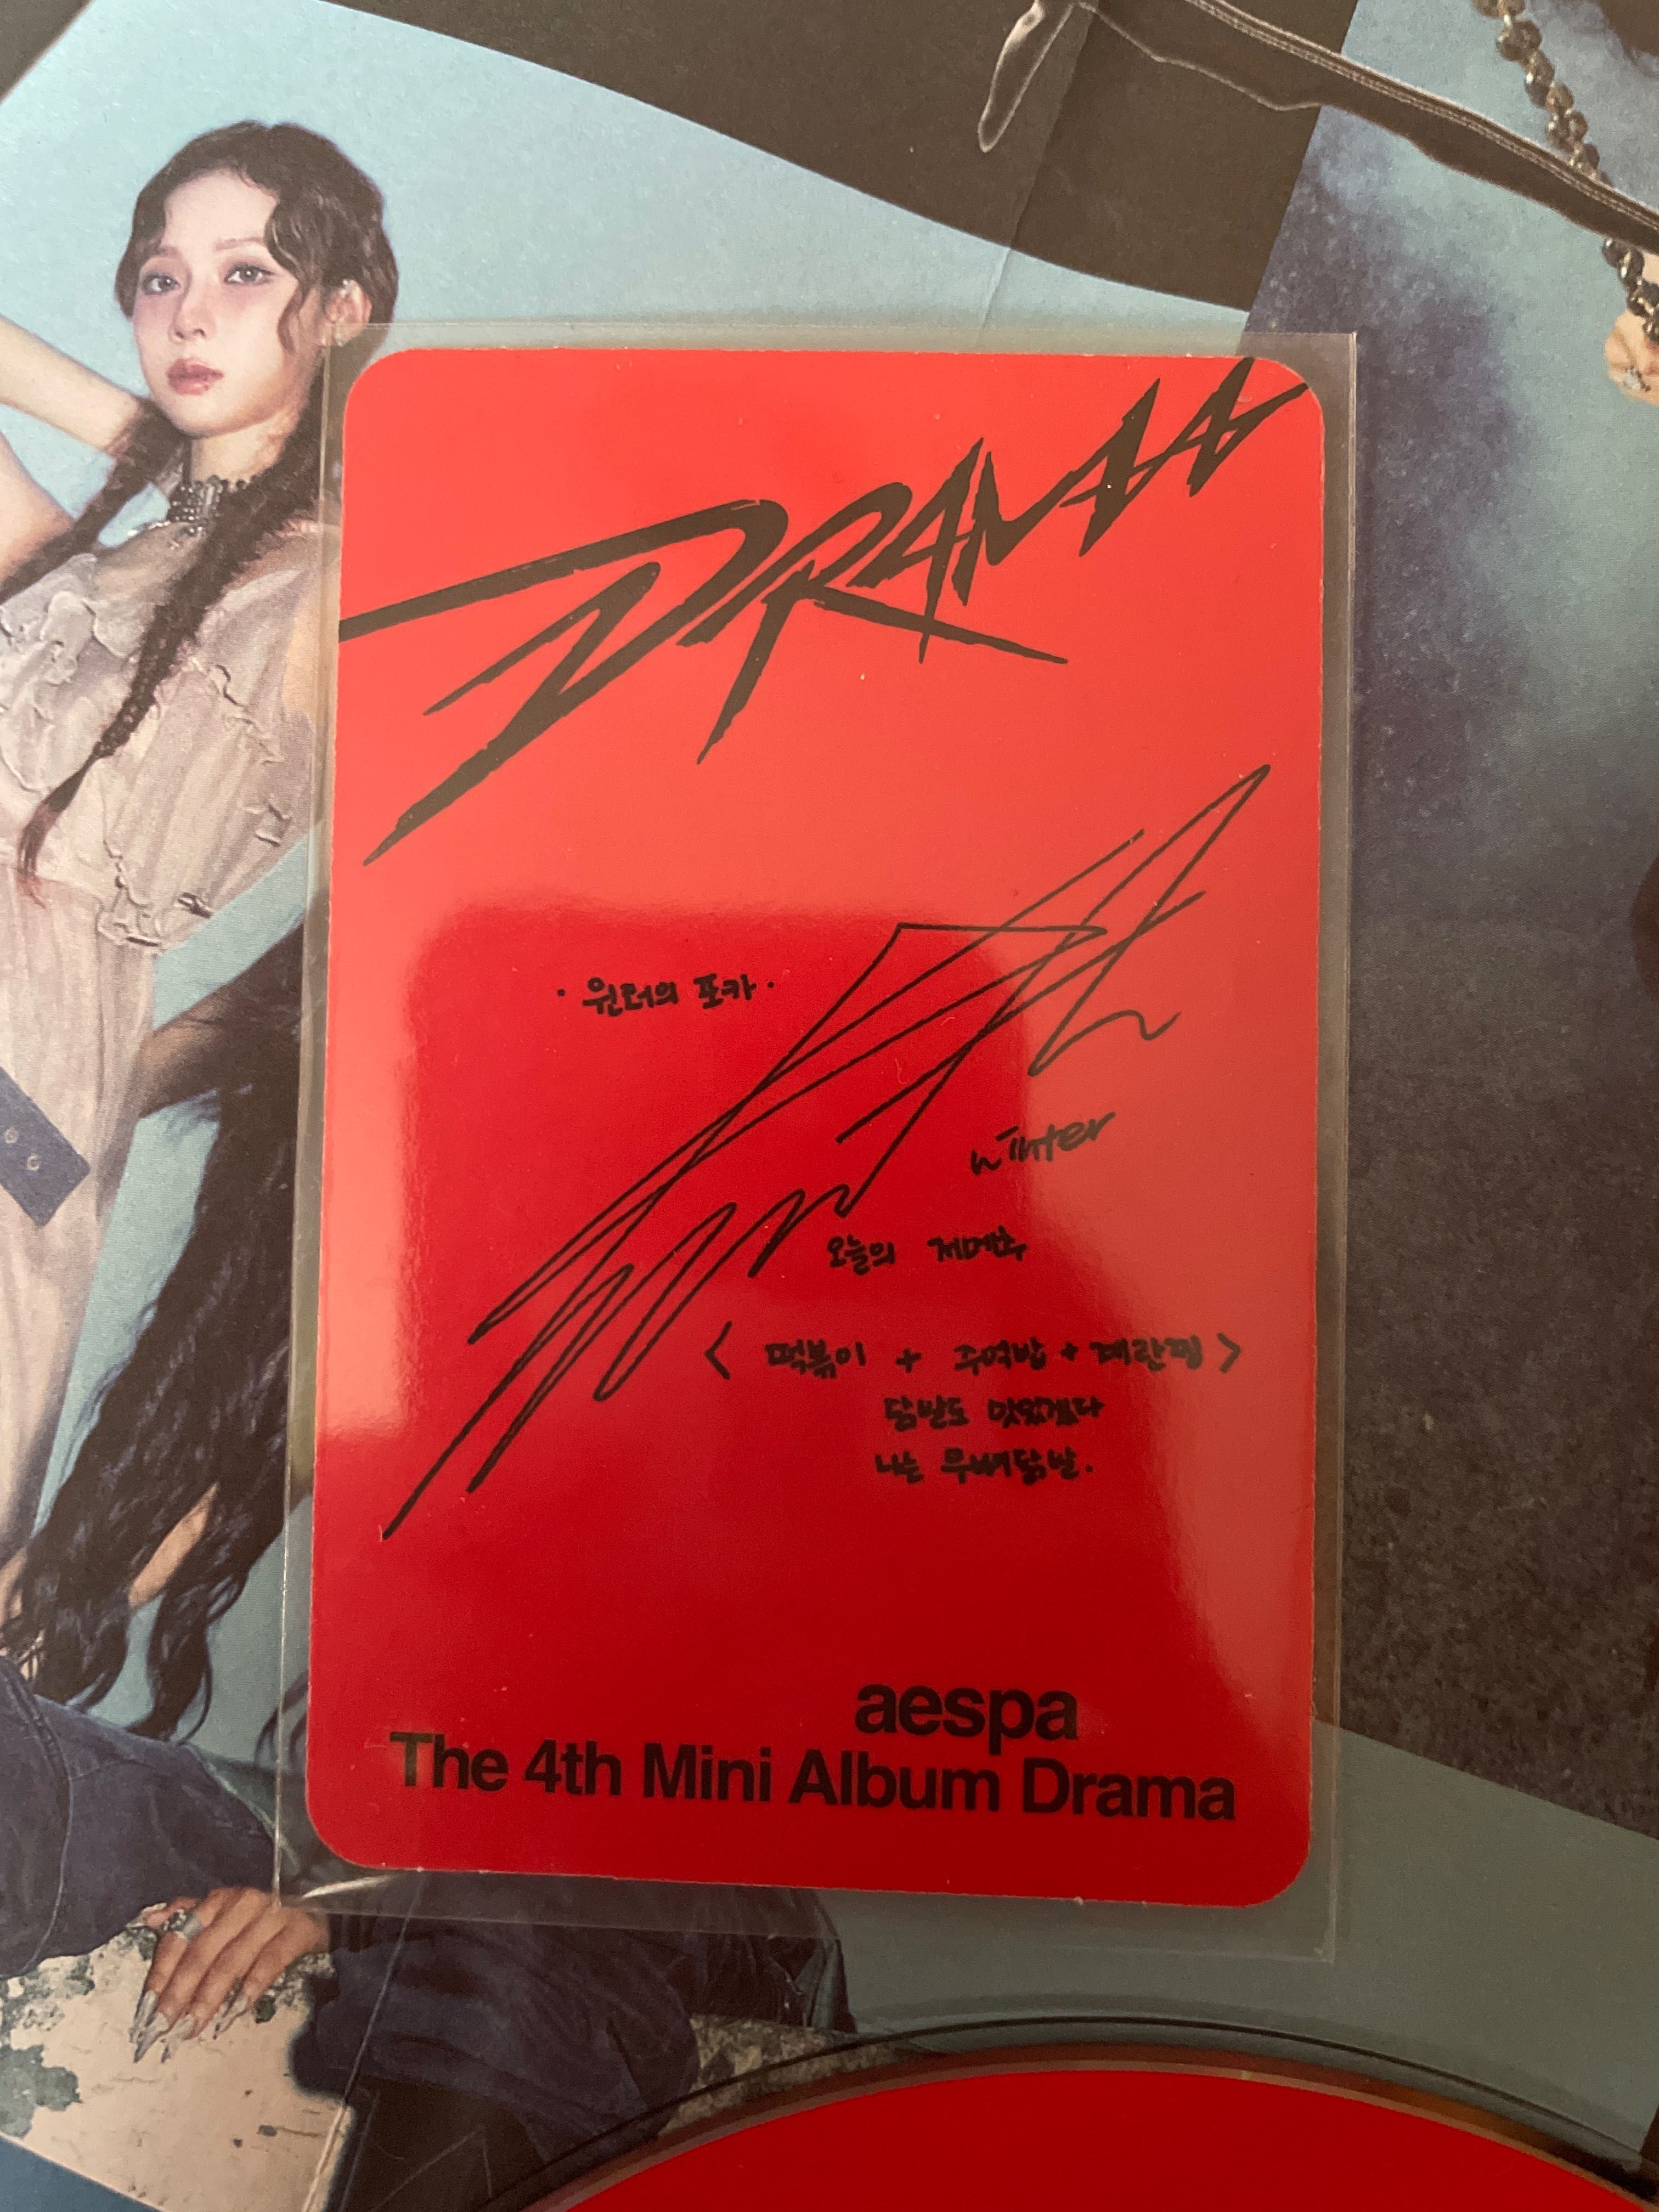 DRAMA
· 윈터의 포카 ·
winter
오늘의 제메추
< 떡볶이 + 주먹밥 + 계란찜 >
닭발도 맛있겠다
나는 무뼈닭발.
aespa
The 4th Mini Album Drama